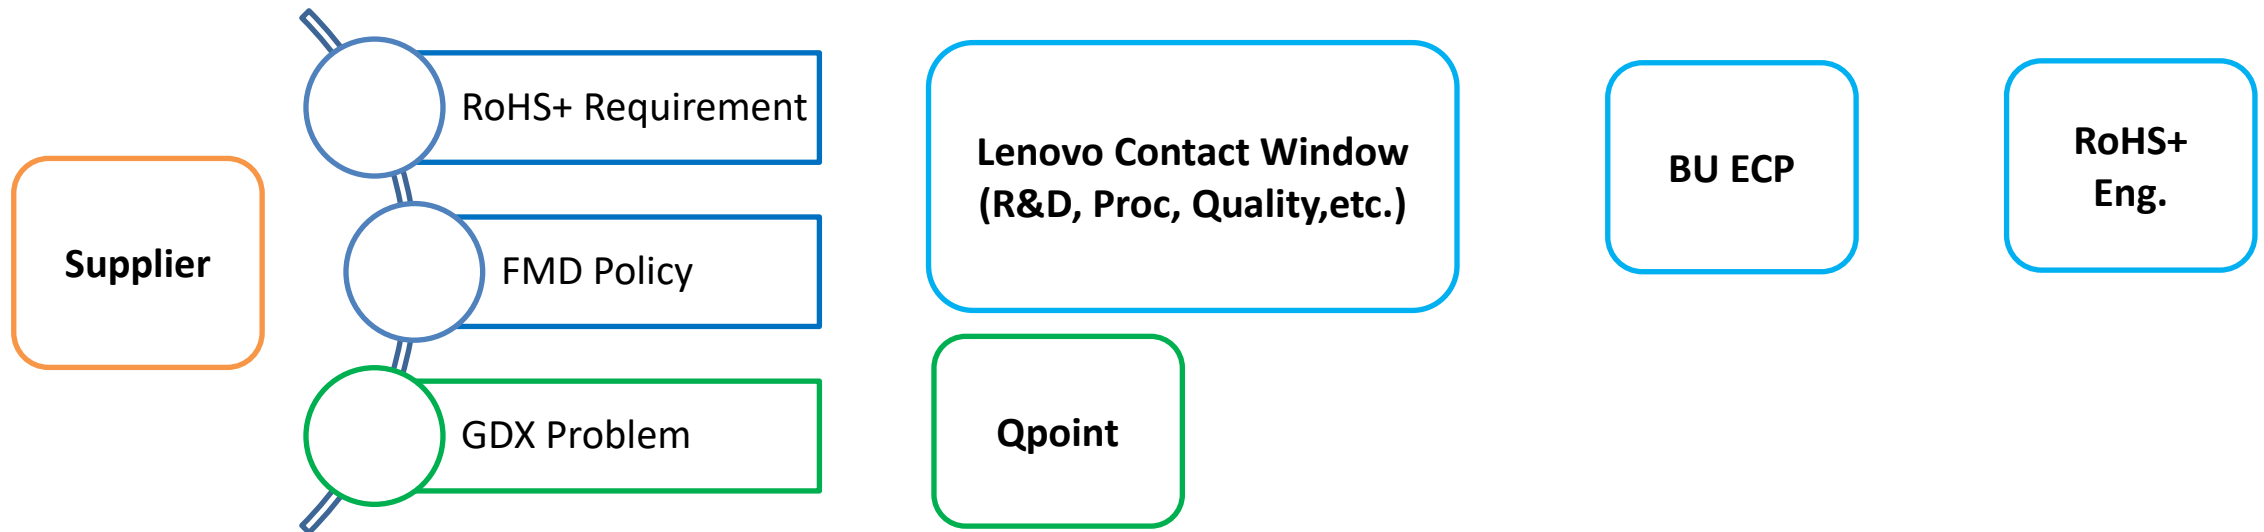 Supplier
RoHS+ Requirement
FMD Policy
GDX Problem
Lenovo Contact Window
(R&D, Proc, Quality,etc.)
Qpoint
BU ECP
RoHS+
Eng.